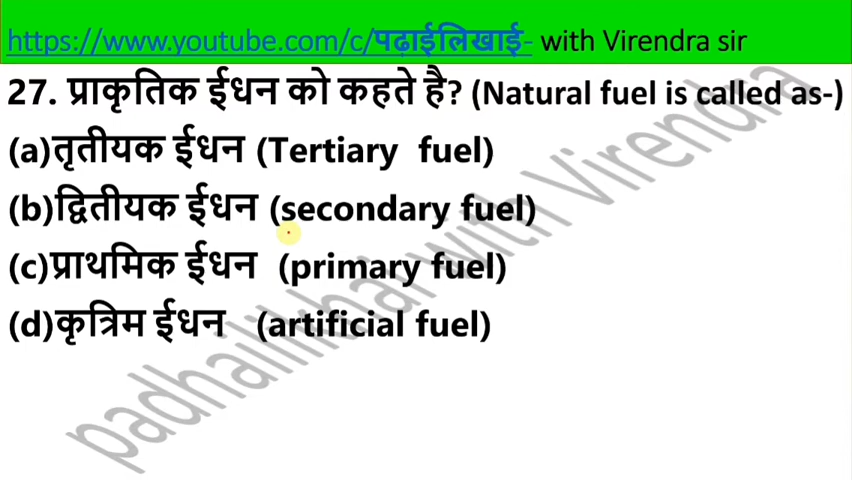 https://www.youtube.com/c/पढ़ाईलिखाई- with Virendra sir
27. प्राकृतिक ईधन को कहते है? (Natural fuel is called as-)
(a)तृतीयक ईधन (Tertiary fuel)
(b)द्वितीयक ईधन (secondary fuel)
(c)प्राथमिक ईधन (primary fuel)
(d)कृत्रिम ईधन (artificial fuel)
padhailikhai with Virendra